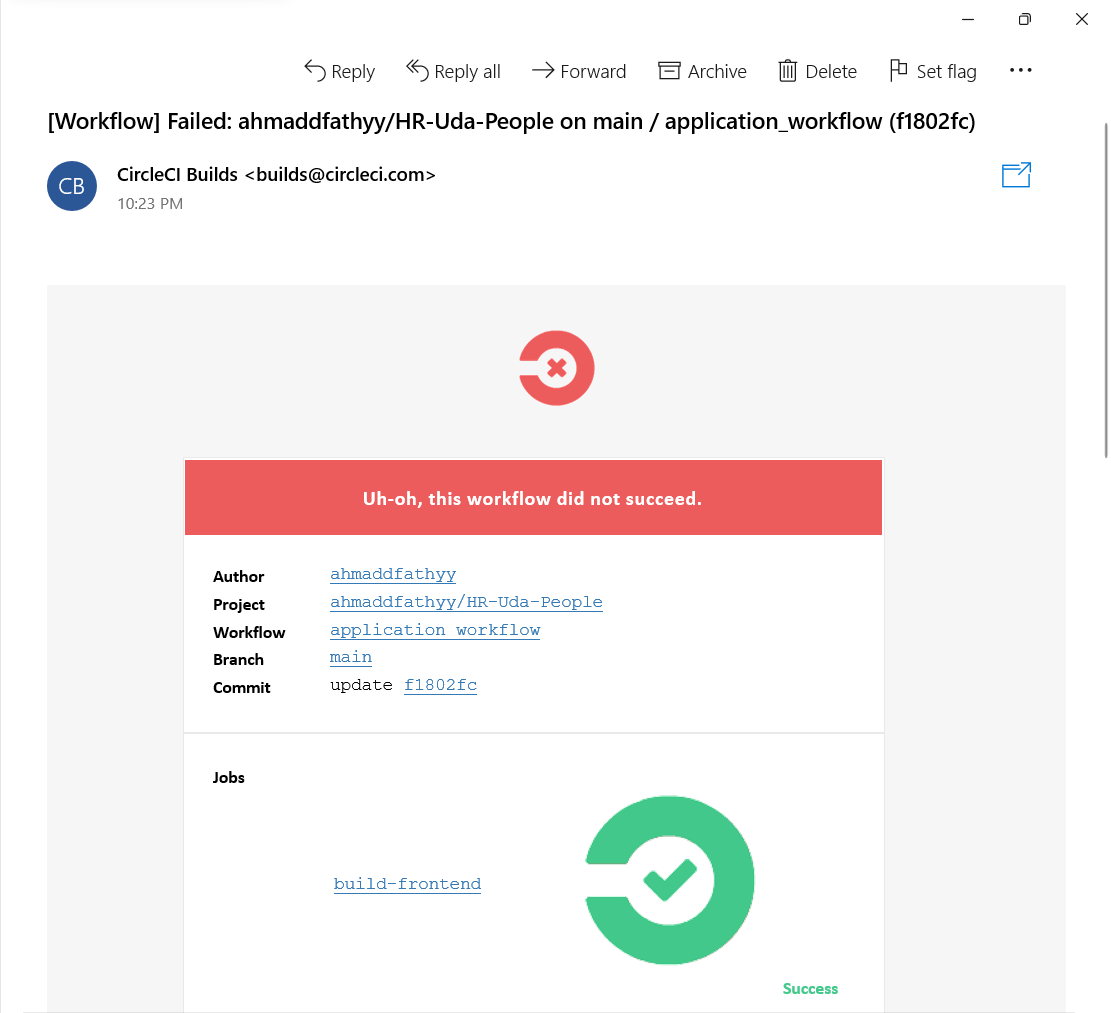 Reply Reply all Forward Archive Delete Set flag
[Workflow] Failed: ahmaddfathyy/HR-Uda-People on main / application_workflow (f1802fc)
CB
CircleCI Builds <builds@circleci.com>
10:23 PM
Uh-oh, this workflow did not succeed.
Author ahmaddfathyy
Project ahmaddfathyy/HR-Uda-People
Workflow application_workflow
Branch main
Commit update f1802fc
Jobs
build-frontend
Success